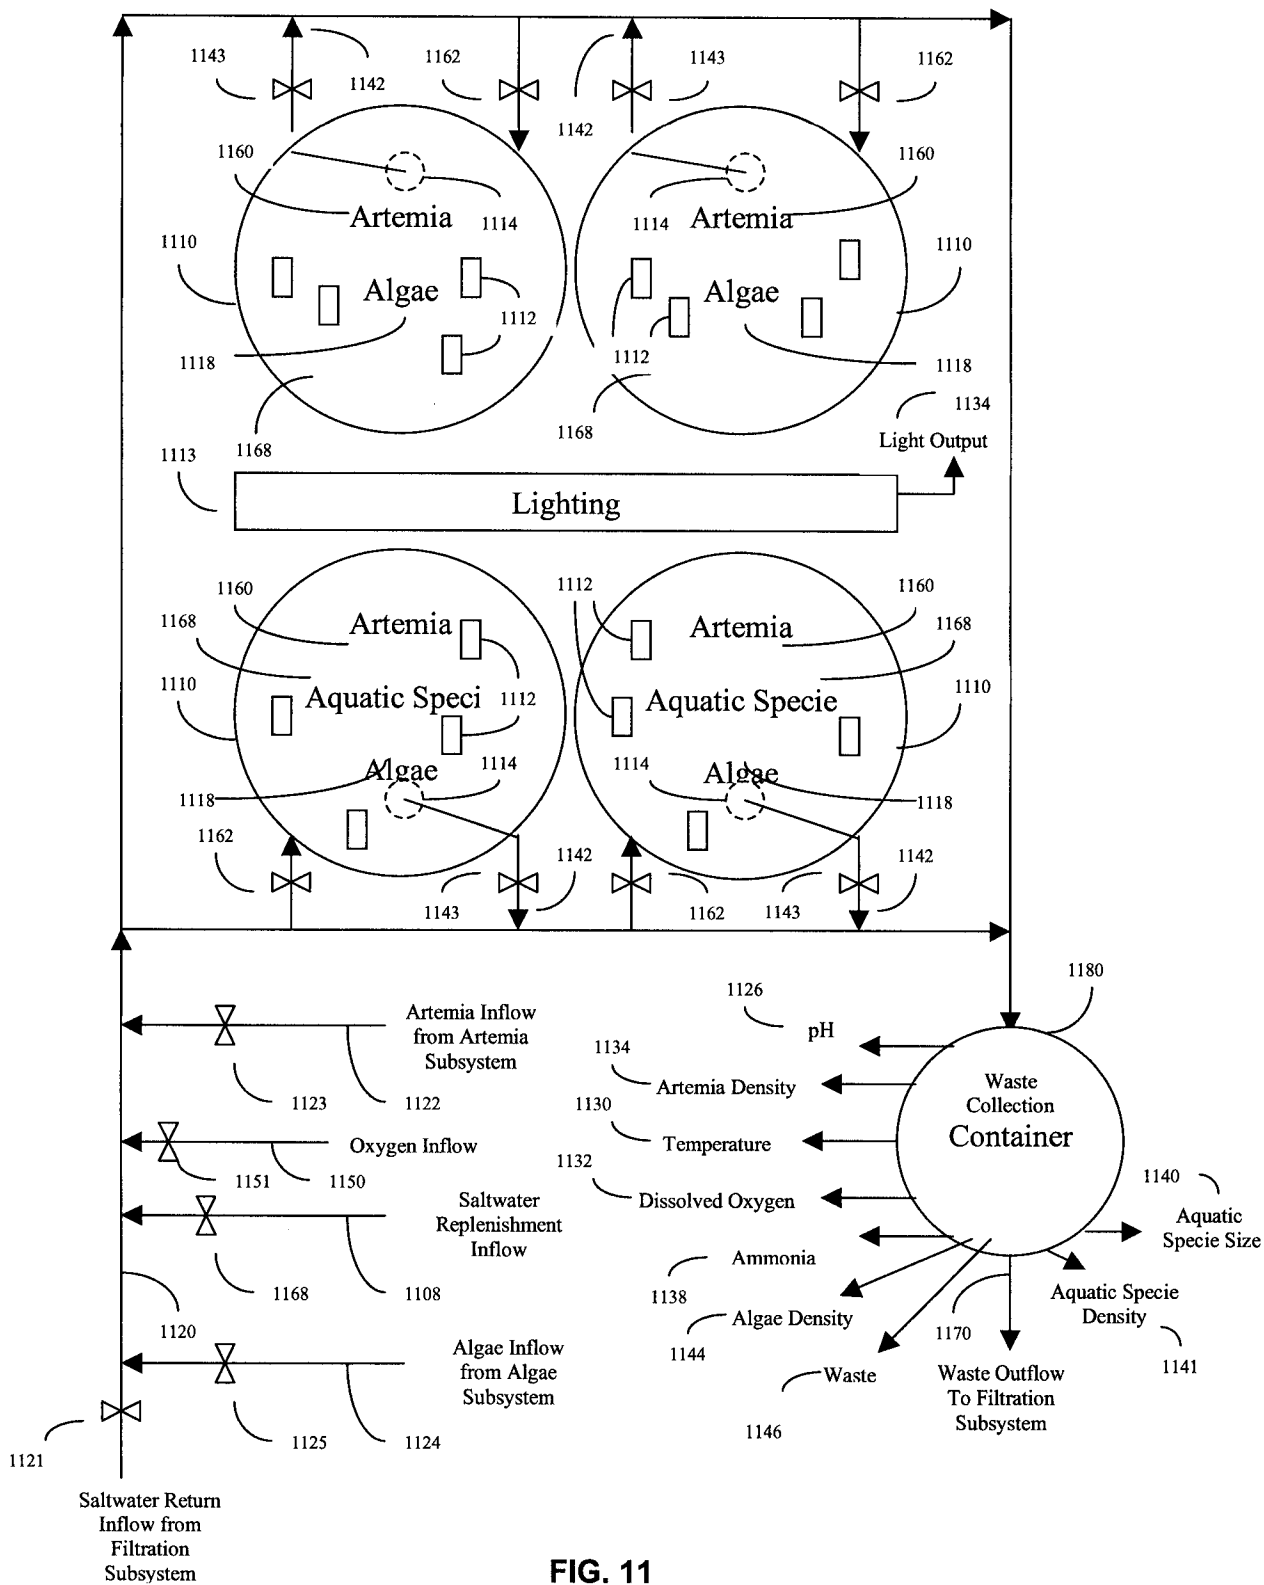 1143
1142
1162
1142
1143
1162
1160
1114
Artemia
1160
1114
Artemia
1110
Algae
1112
1118
1168
1110
Algae
1112
1118
1168
1134
Light Output
1113
Lighting
1160
Artemia
1168
Aquatic Speci
1110
1112
Algae
1114
1118
1162
1143
1142
1112
1160
Artemia
1168
Aquatic Specie
1110
1114
Algae
1118
1162
1143
1142
Artemia Inflow
from Artemia
Subsystem
1123
1122
Oxygen Inflow
1151
1150
Saltwater
Replenishment
Inflow
1168
1108
1120
Algae Inflow
from Algae
Subsystem
1125
1124
1121
Saltwater Return
Inflow from
Filtration
Subsystem
1180
Waste
Collection
Container
1126
pH
1134
Artemia Density
1130
Temperature
1132
Dissolved Oxygen
Ammonia
1138
Algae Density
1144
Waste
1146
1170
Waste Outflow
To Filtration
Subsystem
1140
Aquatic
Specie Size
Aquatic Specie
Density
1141
FIG. 11